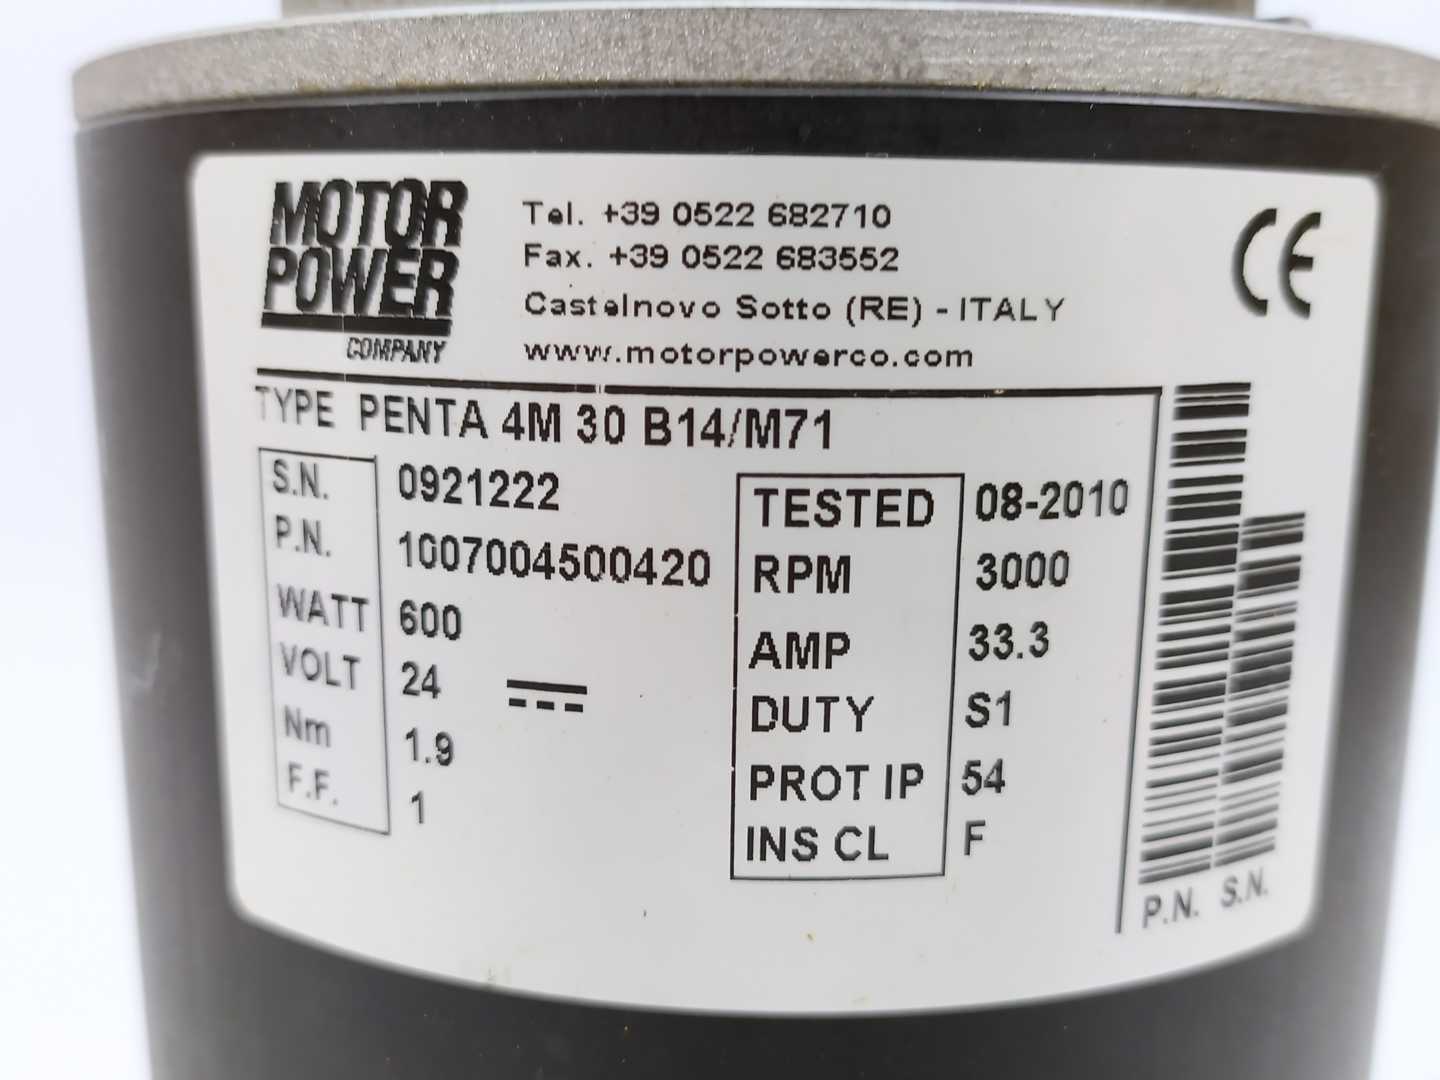 MOTOR
POWER
COMPANY
Tel. +39 0522 682710
Fax. +39 0522 683552
Castelnovo Sotto (RE) - ITALY
www.motorpowerco.com
CE
TYPE PENTA 4M 30 B14/M71
S.N. 0921222
P.N. 1007004500420
WATT 600
VOLT 24
Nm 1.9
F.F. 1
TESTED 08-2010
RPM 3000
AMP 33.3
DUTY S1
PROT IP 54
INS CL F
P.N. S.N.